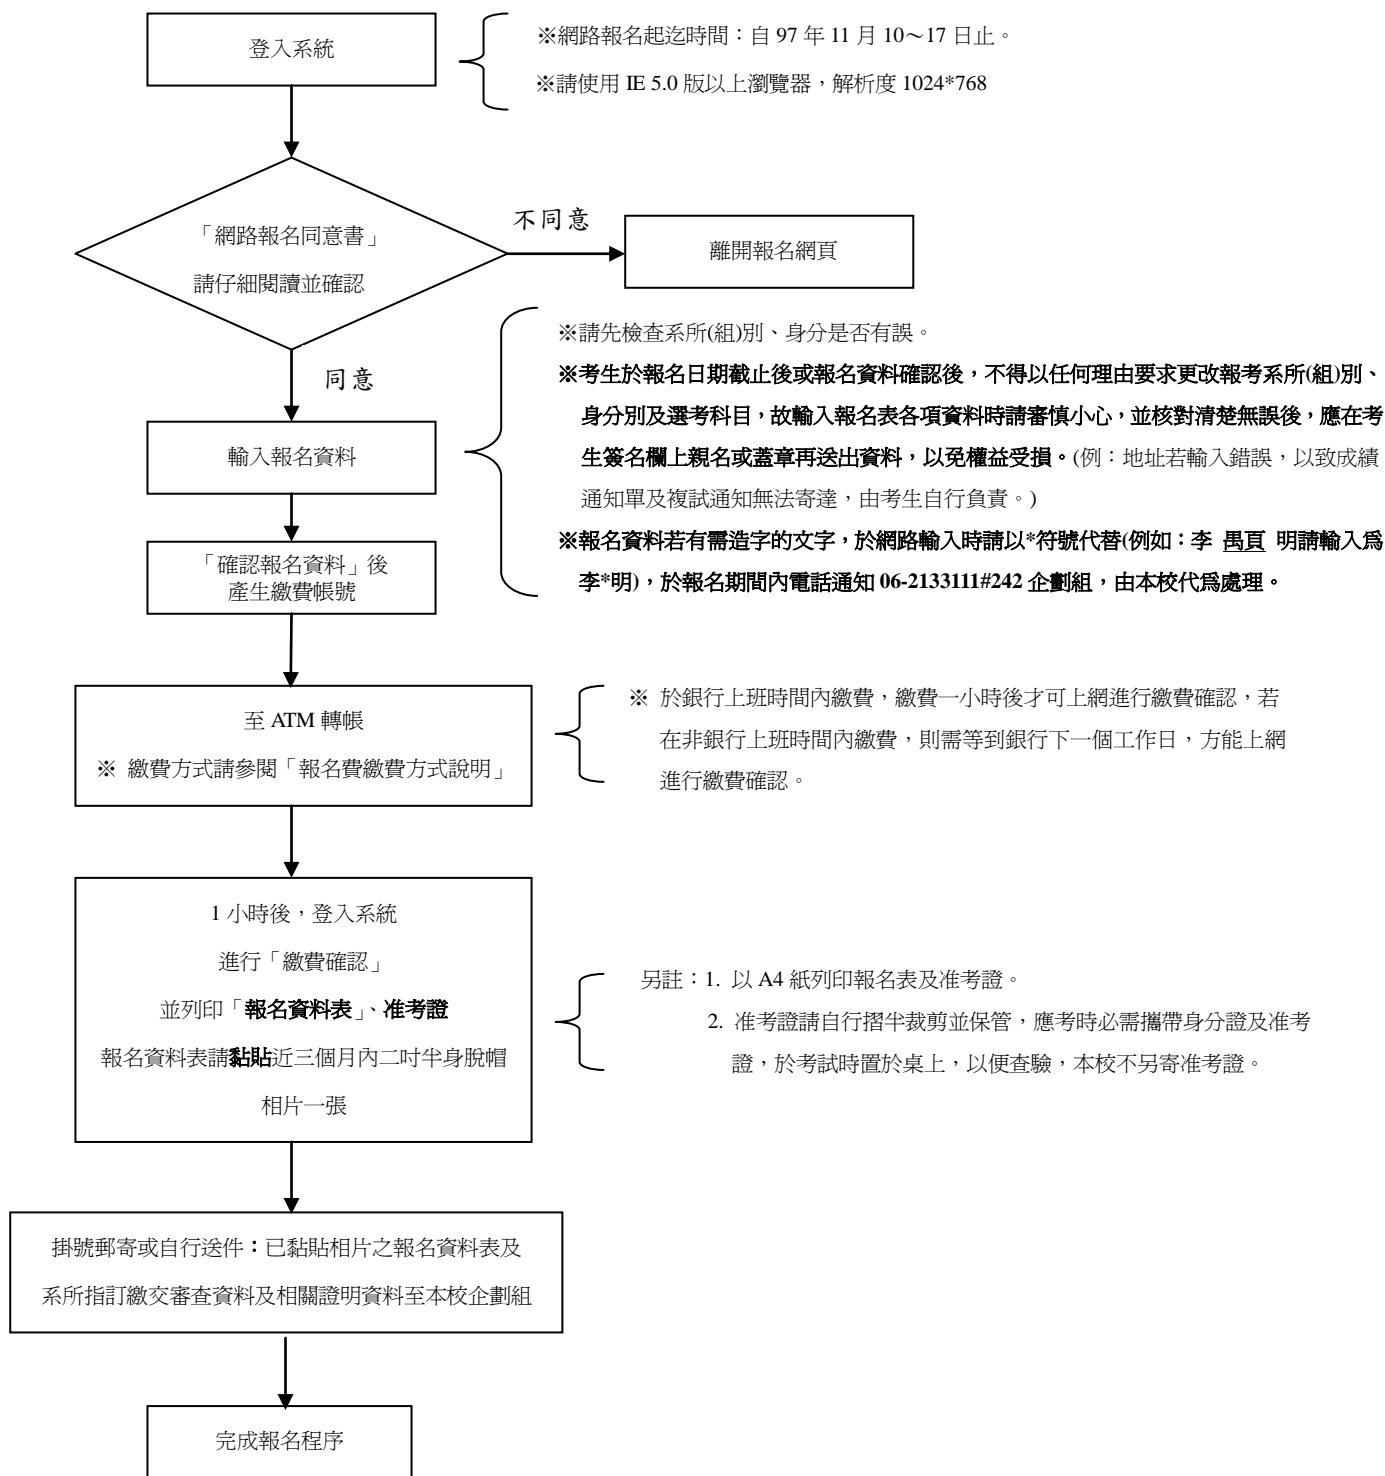 登入系統
※網路報名起迄時間：自 97 年 11 月 10～17 日止。
※請使用 IE 5.0 版以上瀏覽器，解析度 1024*768
「網路報名同意書」
請仔細閱讀並確認
不同意
離開報名網頁
同意
※請先檢查系所(組)別、身分是否有誤。
※考生於報名日期截止後或報名資料確認後，不得以任何理由要求更改報考系所(組)別、
身分別及選考科目，故輸入報名表各項資料時請審慎小心，並核對清楚無誤後，應在考
生簽名欄上親名或蓋章再送出資料，以免權益受損。(例：地址若輸入錯誤，以致成績
通知單及複試通知無法寄達，由考生自行負責。)
※報名資料若有需造字的文字，於網路輸入時請以*符號代替(例如：李 禺頁 明請輸入為
李*明)，於報名期間內電話通知 06-2133111#242 企劃組，由本校代為處理。
輸入報名資料
「確認報名資料」後
產生繳費帳號
至 ATM 轉帳
※ 繳費方式請參閱「報名費繳費方式說明」
※ 於銀行上班時間內繳費，繳費一小時後才可上網進行繳費確認，若
在非銀行上班時間內繳費，則需等到銀行下一個工作日，方能上網
進行繳費確認。
1 小時後，登入系統
進行「繳費確認」
並列印「報名資料表」、准考證
報名資料表請黏貼近三個月內二吋半身脫帽
相片一張
另註：1. 以 A4 紙列印報名表及准考證。
2. 准考證請自行摺半裁剪並保管，應考時必需攜帶身分證及准考
證，於考試時置於桌上，以便查驗，本校不另寄准考證。
掛號郵寄或自行送件：已黏貼相片之報名資料表及
系所指訂繳交審查資料及相關證明資料至本校企劃組
完成報名程序